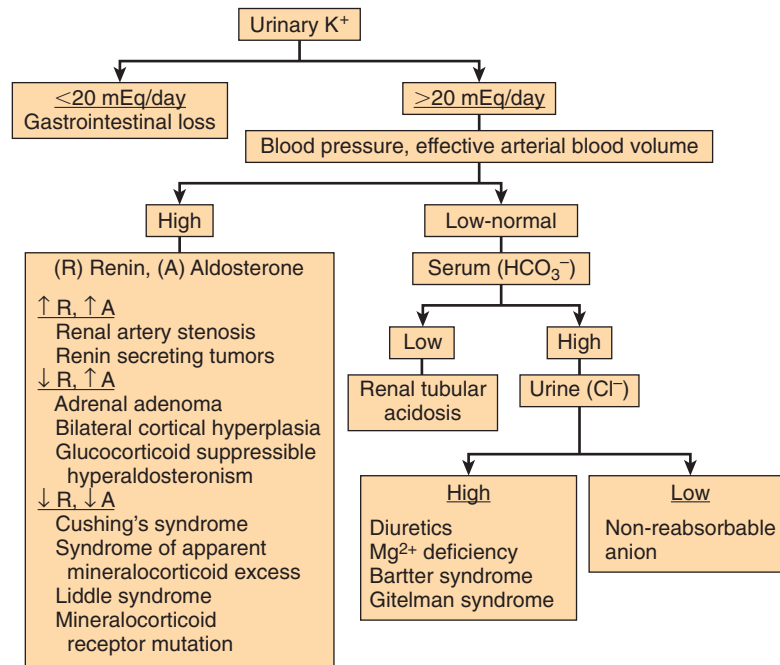 Urinary K⁺
<20 mEq/day
Gastrointestinal loss
>20 mEq/day
Blood pressure, effective arterial blood volume
High
Low-normal
(R) Renin, (A) Aldosterone
↑ R, ↑ A
Renal artery stenosis
Renin secreting tumors
↓ R, ↑ A
Adrenal adenoma
Bilateral cortical hyperplasia
Glucocorticoid suppressible
hyperaldosteronism
↓ R, ↓ A
Cushing's syndrome
Syndrome of apparent
mineralocorticoid excess
Liddle syndrome
Mineralocorticoid
receptor mutation
Serum (HCO₃⁻)
Low
High
Renal tubular
acidosis
Urine (Cl⁻)
High
Diuretics
Mg²⁺ deficiency
Bartter syndrome
Gitelman syndrome
Low
Non-reabsorbable
anion